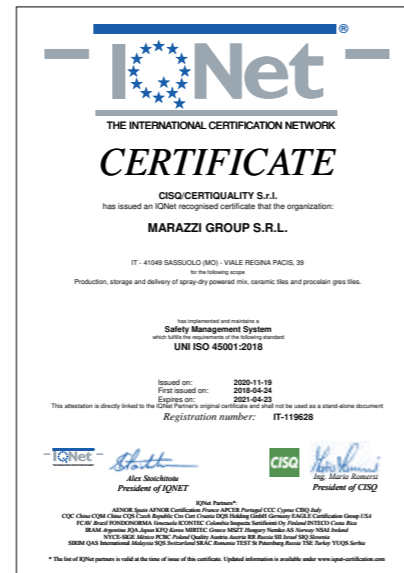 ®
IQNet
THE INTERNATIONAL CERTIFICATION NETWORK
CERTIFICATE
CISQ/CERTIQUALITY S.r.l.
has issued an IQNet recognised certificate that the organization:
MARAZZI GROUP S.R.L.
IT - 41049 SASSUOLO (MO) - VIALE REGINA PACIS, 39
for the following scope
Production, storage and delivery of spray-dry powered mix, ceramic tiles and procelain gres tiles.
has implemented and maintains a
Safety Management System
which fulfills the requirements of the following standard
UNI ISO 45001:2018
Issued on: 2020-11-19
First issued on: 2018-04-24
Expires on: 2021-04-23
This attestation is directly linked to the IQNet Partner's original certificate and shall not be used as a stand-alone document
Registration number: IT-119628
IQNet
CISQ
Alex Stoichitoiu
President of IQNET
Ing. Mario Romersi
President of CISQ
IQNet Partners*:
AENOR Spain AFNOR Certification France APCER Portugal CCC Cyprus CISQ Italy
CQC China CQM China CQS Czech Republic Cro Cert Croatia DQS Holding GmbH Germany EAGLE Certification Group USA
FCAV Brazil FONDONORMA Venezuela ICONTEC Colombia Inspecta Sertifiointi Oy Finland INTECO Costa Rica
IRAM Argentina JQA Japan KFQ Korea MIRTEC Greece MSZT Hungary Nemko AS Norway NSAI Ireland
NYCE-SIGE México PCBC Poland Quality Austria Austria RR Russia SII Israel SIQ Slovenia
SIRIM QAS International Malaysia SQS Switzerland SRAC Romania TEST St Petersburg Russia TSE Turkey YUQS Serbia
* The list of IQNet partners is valid at the time of issue of this certificate. Updated information is available under www.iqnet-certification.com